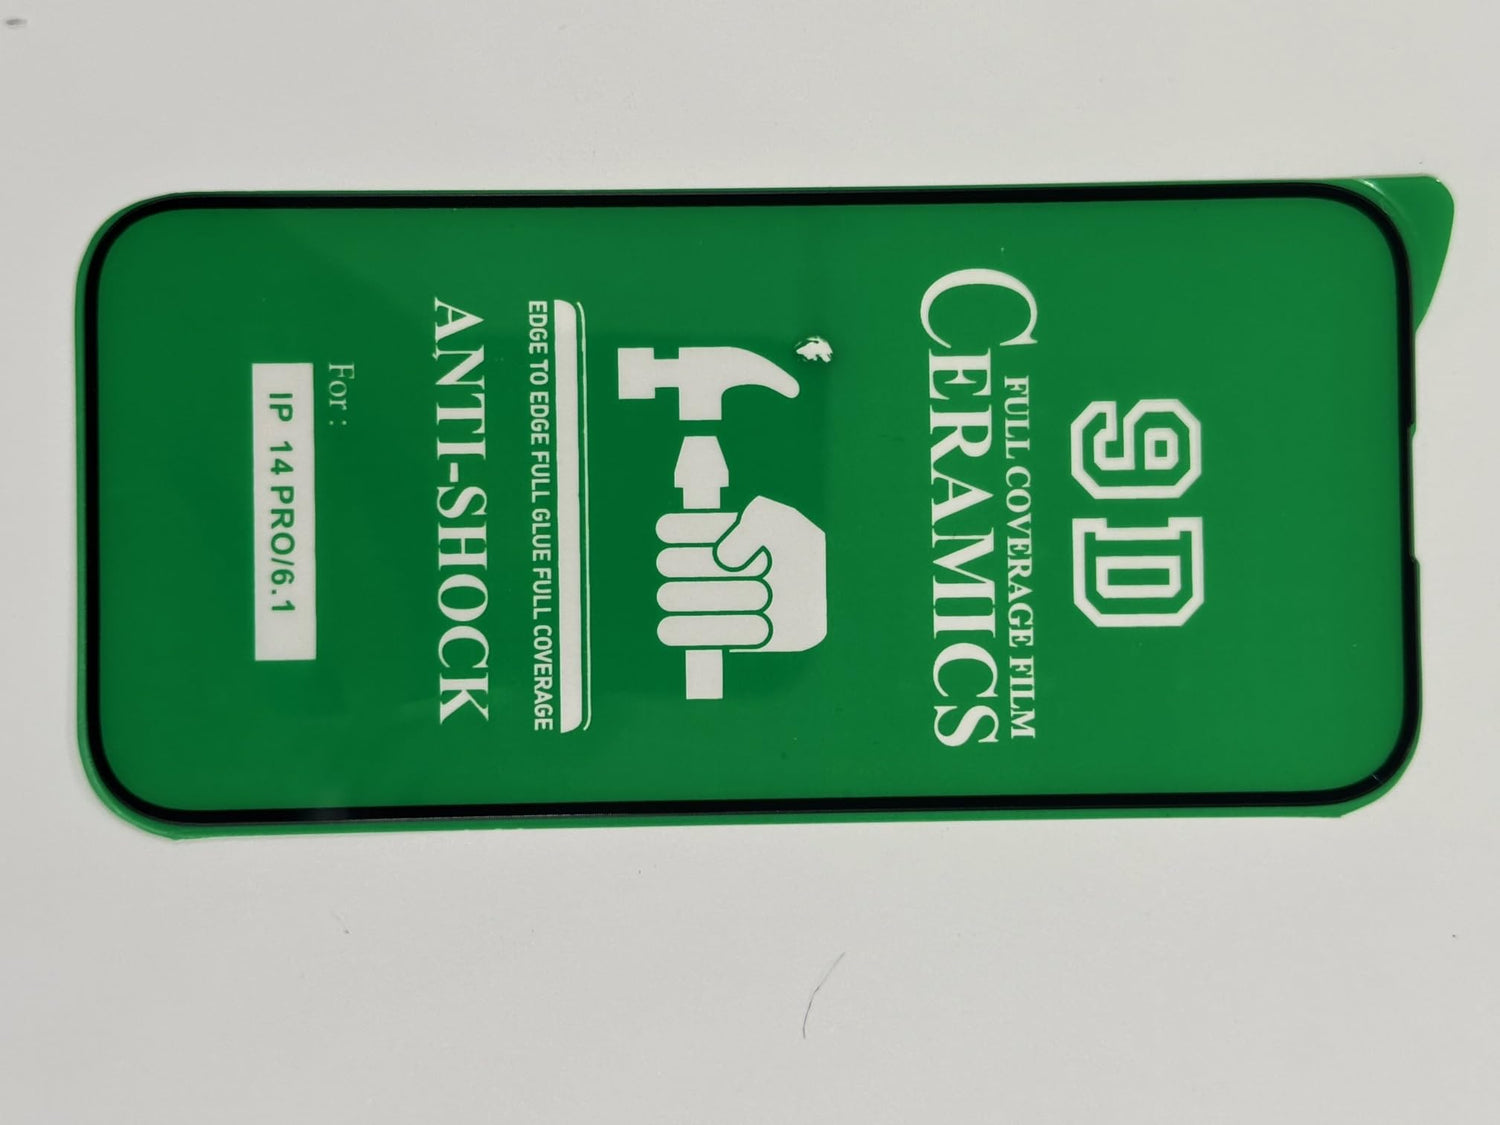 9D
FULL COVERAGE FILM
CERAMICS
EDGE TO EDGE FULL GLUE FULL COVERAGE
ANTI-SHOCK
For :
IP 14 PRO/6.1